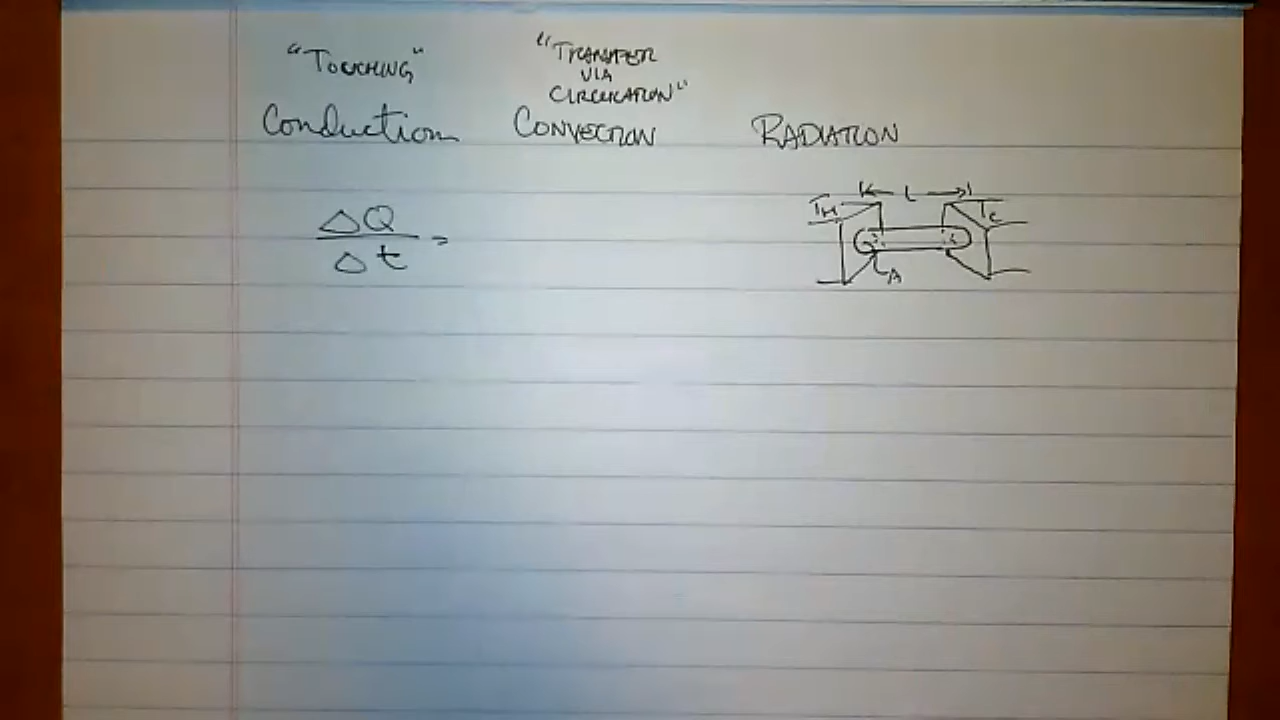 "TOUCHING"
"TRANSFER
VIA
CIRCULATION"
Conduction CONVECTION RADIATION
L
TH Tc
ΔQ
=
Δt
A